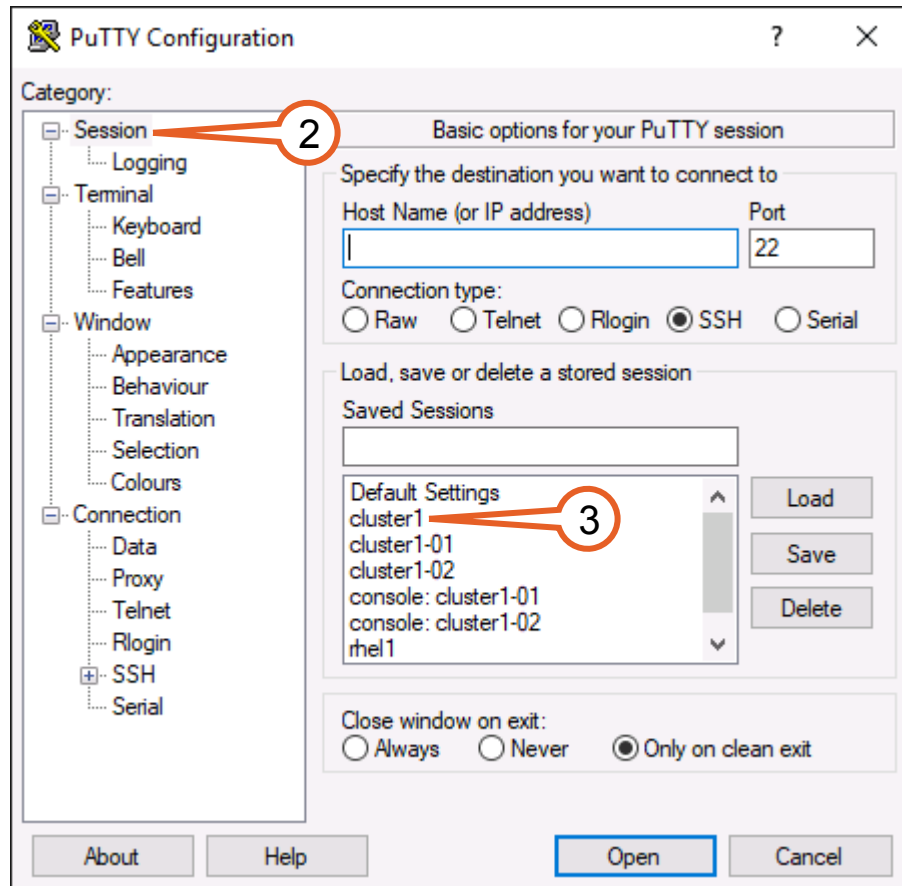 PuTTY Configuration
?
Category:
Session
2
Logging
Terminal
Keyboard
Bell
Features
Window
Appearance
Behaviour
Translation
Selection
Colours
Connection
Data
Proxy
Telnet
Rlogin
SSH
Serial
Basic options for your PuTTY session
Specify the destination you want to connect to
Host Name (or IP address) Port
22
Connection type:
Raw Telnet Rlogin SSH Serial
Load, save or delete a stored session
Saved Sessions
Default Settings
cluster1
3
cluster1-01
cluster1-02
console: cluster1-01
console: cluster1-02
rhel1
Load
Save
Delete
Close window on exit:
Always Never Only on clean exit
About Help Open Cancel